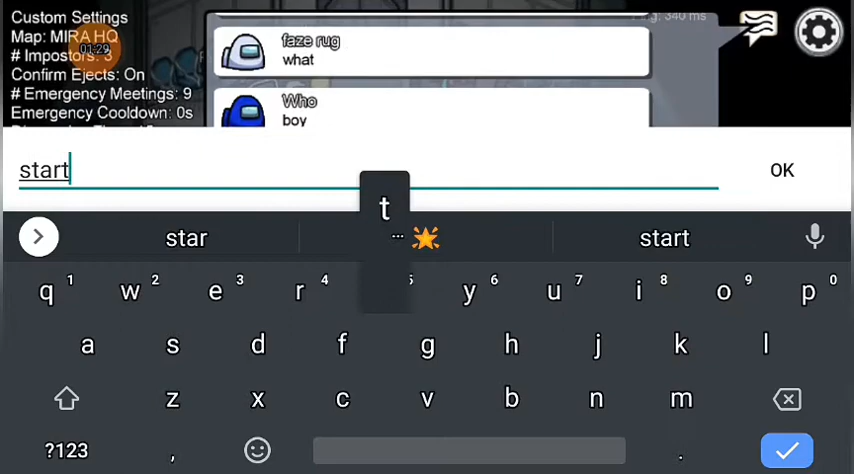 Custom Settings
Map: MIRA HQ
# Impostors: 3
Confirm Ejects: On
# Emergency Meetings: 9
Emergency Cooldown: 0s
01:29
Ping: 340 ms
faze rug
what
Who
boy
start
OK
t
star
start
q 1 w 2 e 3 r 4 5 y 6 u 7 i 8 o 9 p 0
a s d f g h j k l
z x c v b n m
?123 , .